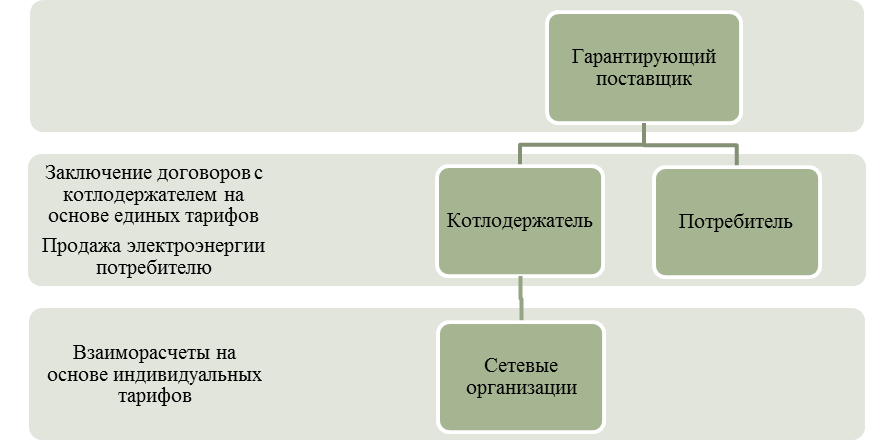 Гарантирующий
поставщик
Заключение договоров с
котлодержателем на
основе единых тарифов
Продажа электроэнергии
потребителю
Котлодержатель
Потребитель
Взаиморасчеты на
основе индивидуальных
тарифов
Сетевые
организации